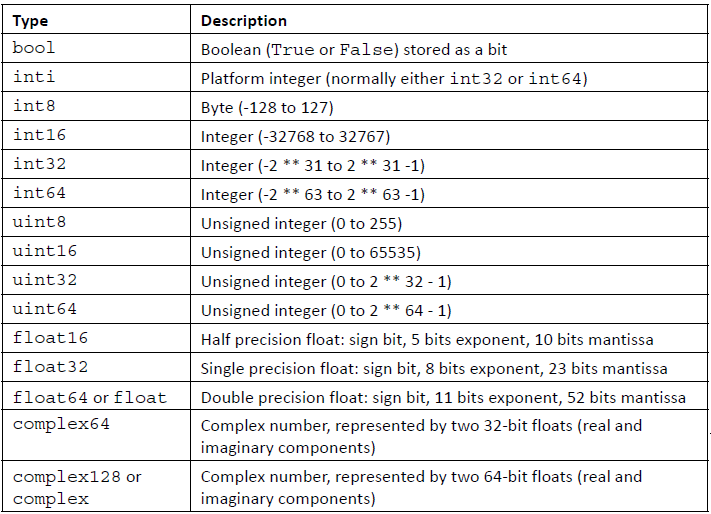 Type Description
bool Boolean (True or False) stored as a bit
inti Platform integer (normally either int32 or int64)
int8 Byte (-128 to 127)
int16 Integer (-32768 to 32767)
int32 Integer (-2 ** 31 to 2 ** 31 -1)
int64 Integer (-2 ** 63 to 2 ** 63 -1)
uint8 Unsigned integer (0 to 255)
uint16 Unsigned integer (0 to 65535)
uint32 Unsigned integer (0 to 2 ** 32 - 1)
uint64 Unsigned integer (0 to 2 ** 64 - 1)
float16 Half precision float: sign bit, 5 bits exponent, 10 bits mantissa
float32 Single precision float: sign bit, 8 bits exponent, 23 bits mantissa
float64 or float Double precision float: sign bit, 11 bits exponent, 52 bits mantissa
complex64 Complex number, represented by two 32-bit floats (real and
imaginary components)
complex128 or Complex number, represented by two 64-bit floats (real and
complex imaginary components)